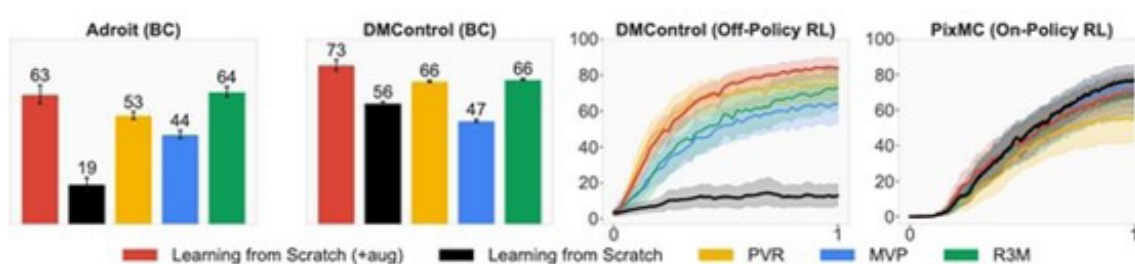 Adroit (BC)
63
19
53
44
64
DMControl (BC)
73
56
66
47
66
DMControl (Off-Policy RL)
100
80
60
40
20
0
0
1
PixMC (On-Policy RL)
100
80
60
40
20
0
0
1
Learning from Scratch (+aug)
Learning from Scratch
PVR
MVP
R3M